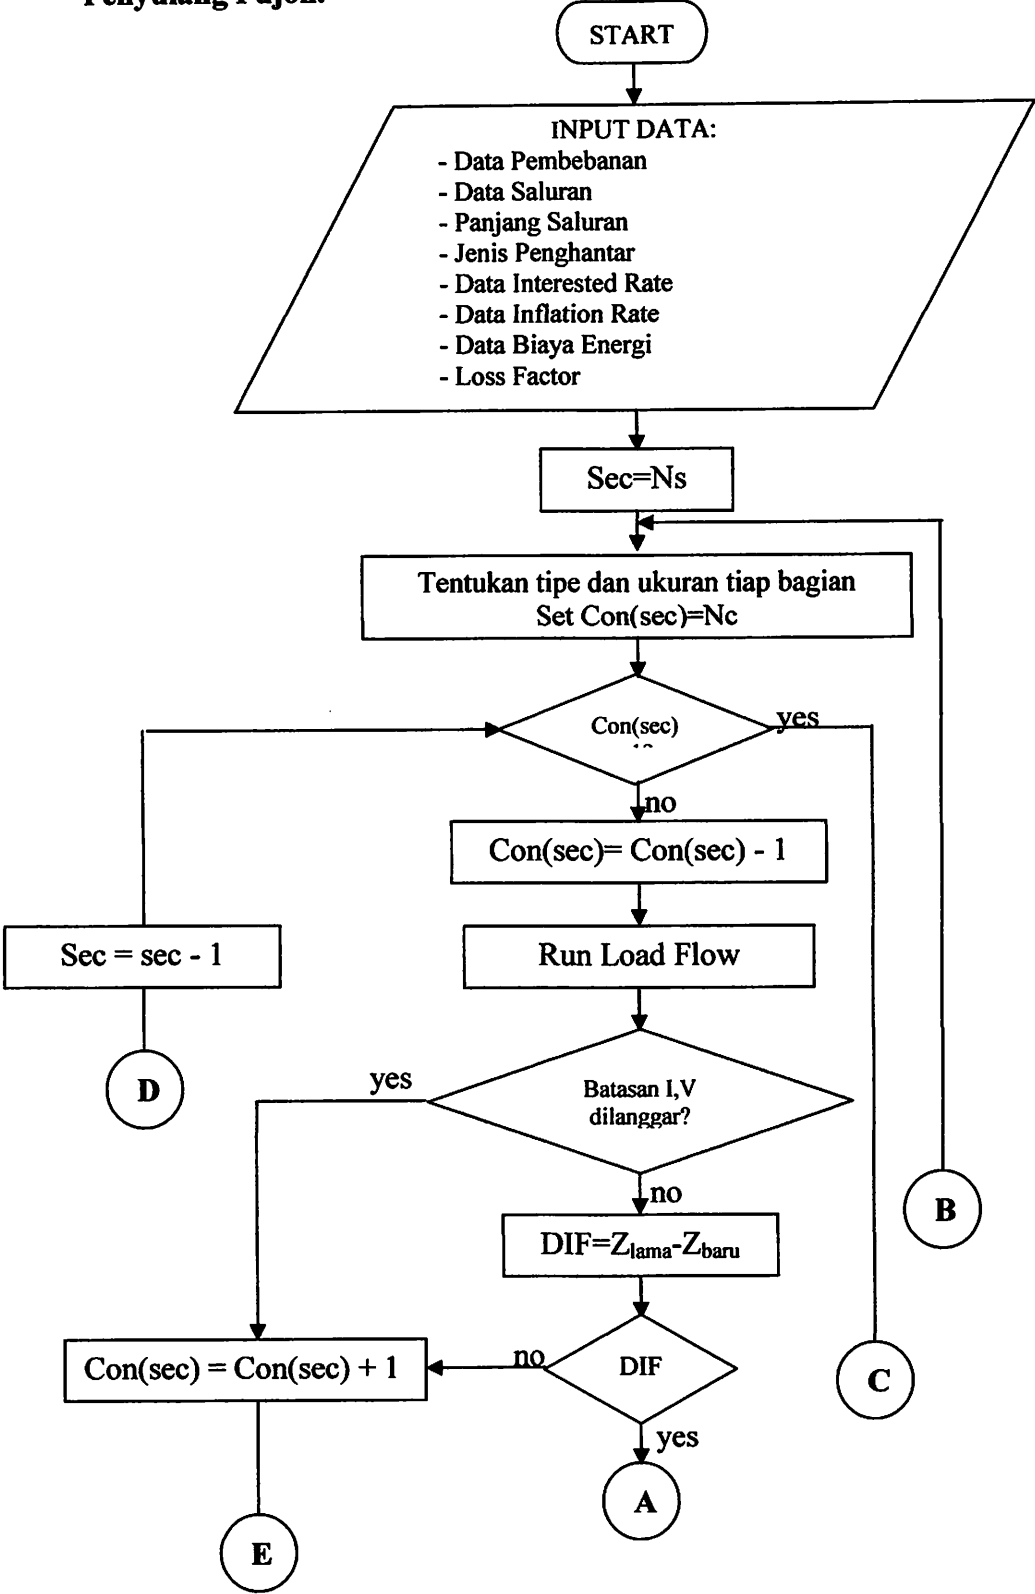 START
INPUT DATA:
- Data Pembebanan
- Data Saluran
- Panjang Saluran
- Jenis Penghantar
- Data Interested Rate
- Data Inflation Rate
- Data Biaya Energi
- Loss Factor
Sec=Ns
Tentukan tipe dan ukuran tiap bagian
Set Con(sec)=Nc
Con(sec)
yes
no
Con(sec)= Con(sec) - 1
Sec = sec - 1
Run Load Flow
D
yes
Batasan I,V
dilanggar?
no
B
DIF=Zlama-Zbaru
Con(sec) = Con(sec) + 1
no
DIF
C
yes
A
E